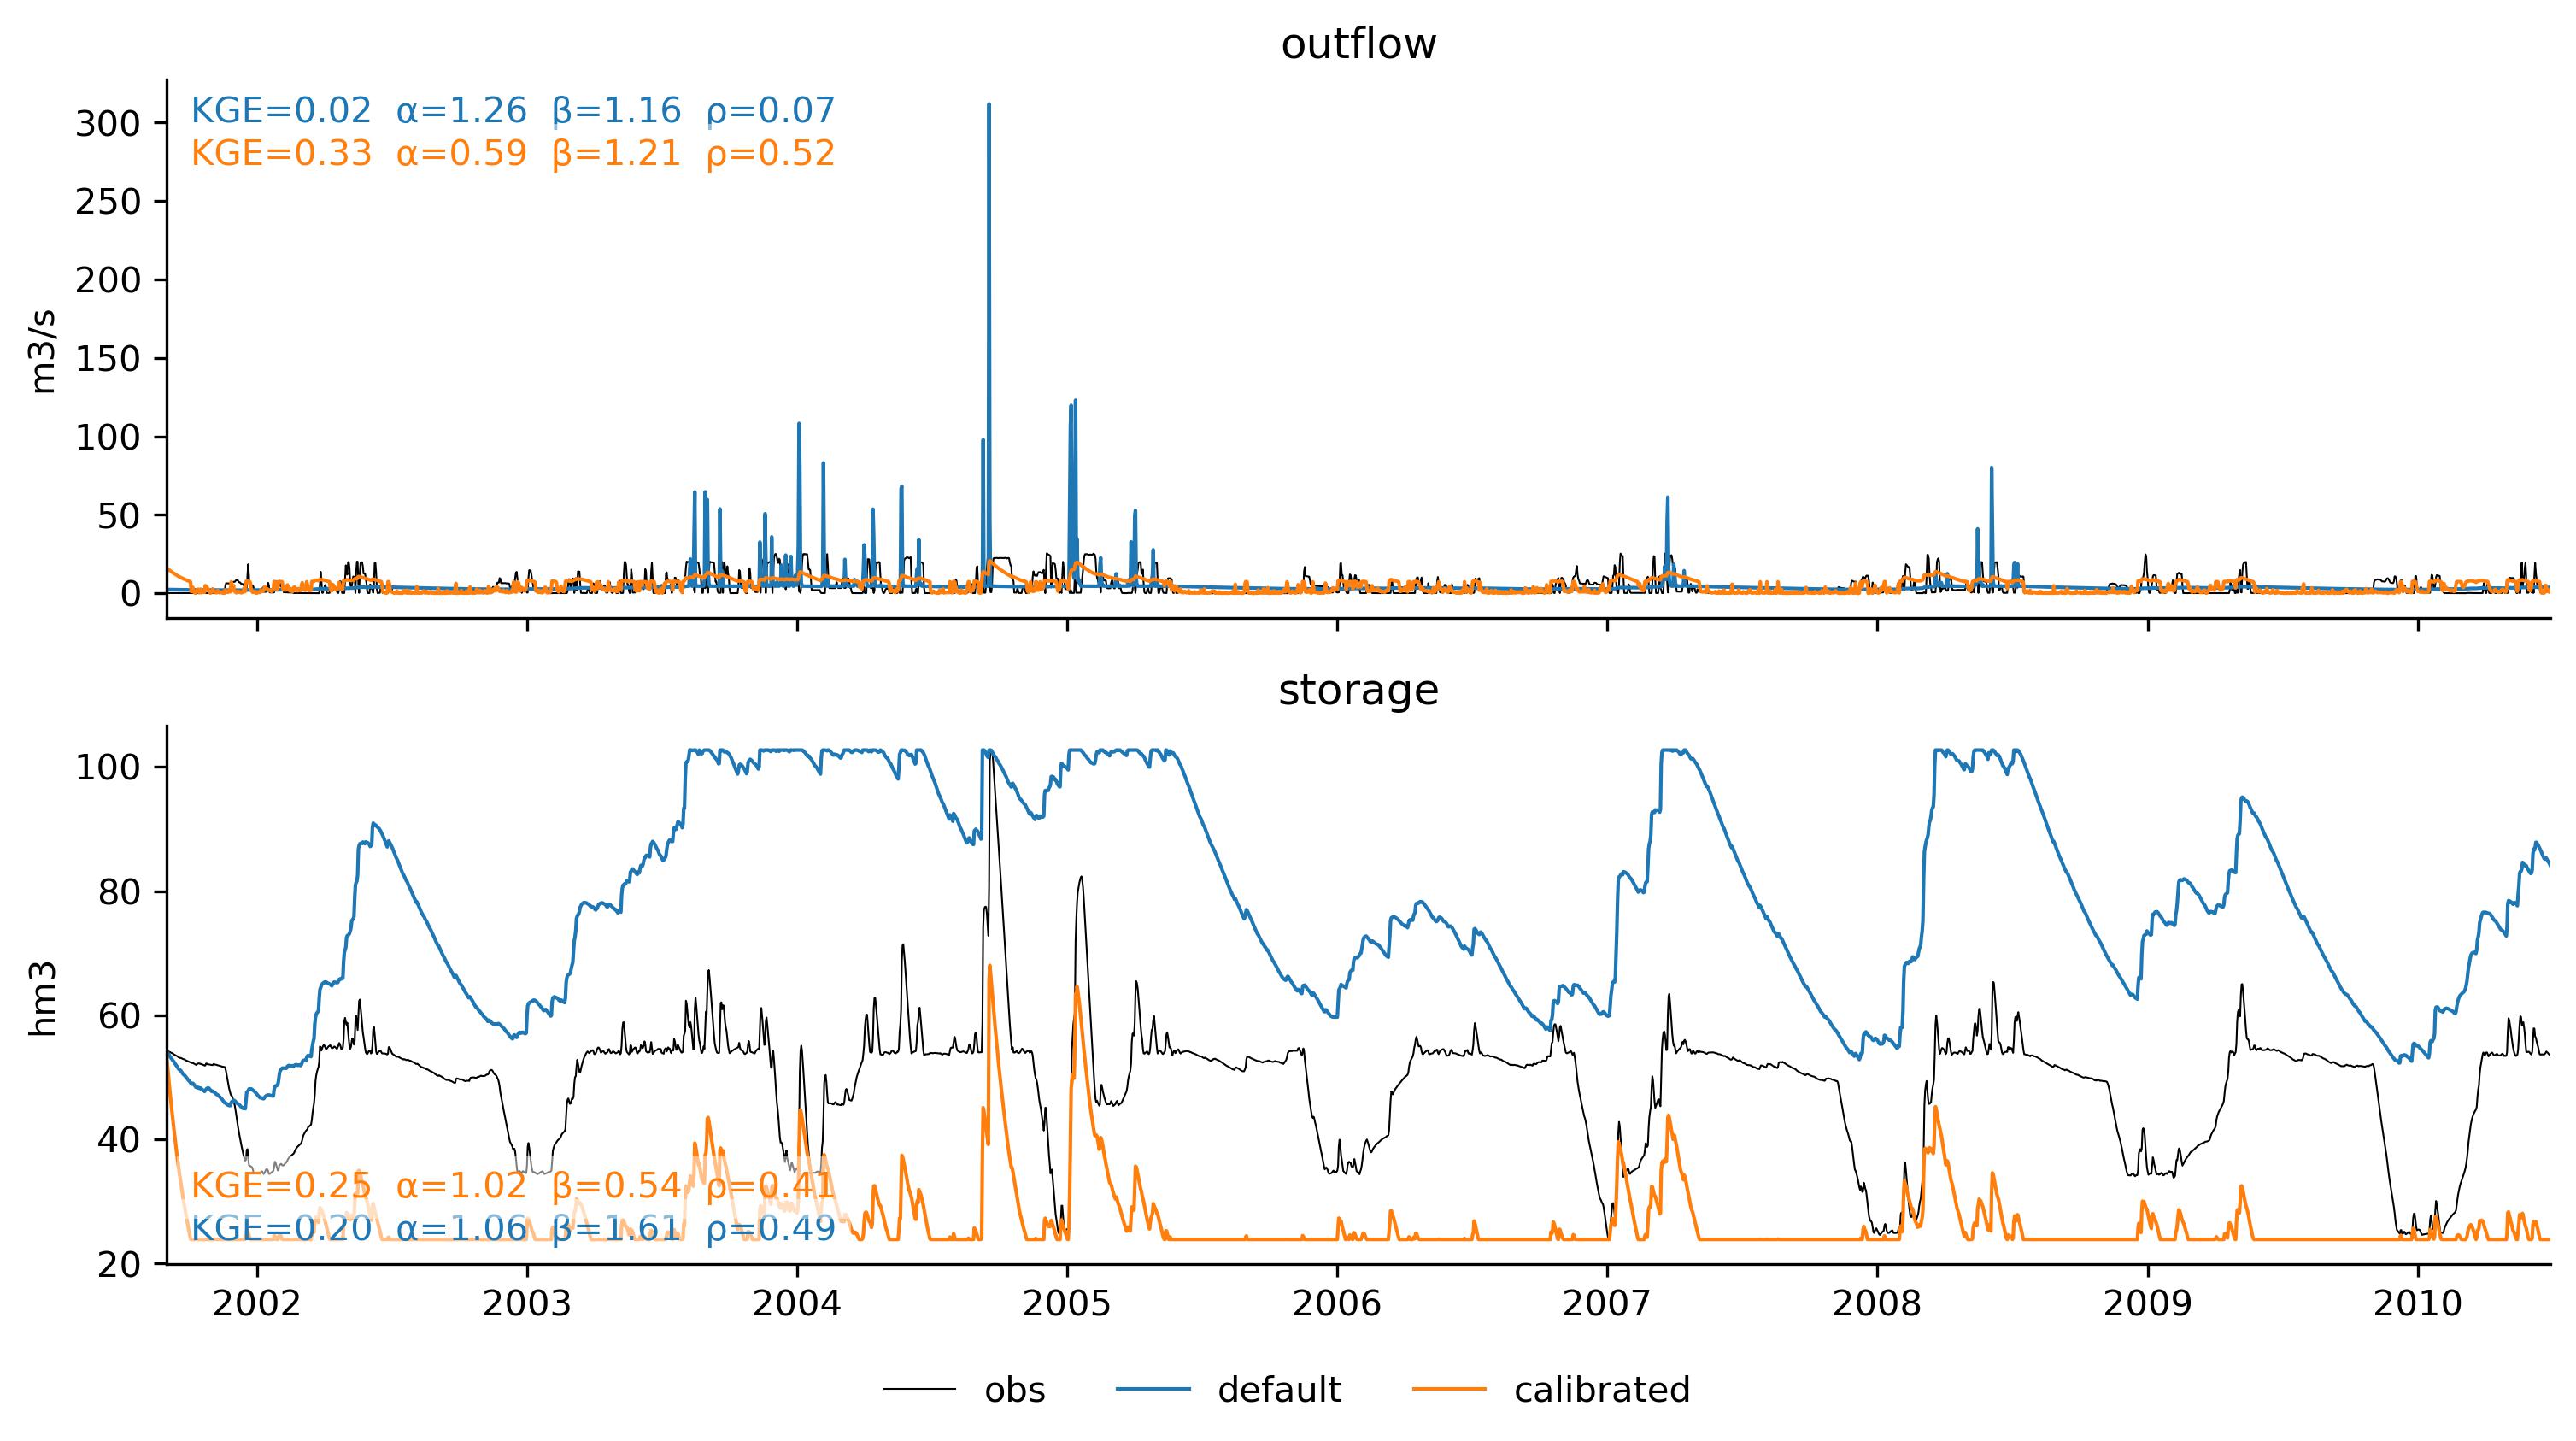 outflow
KGE=0.02 α=1.26 β=1.16 ρ=0.07
KGE=0.33 α=0.59 β=1.21 ρ=0.52
300
250
200
150
100
50
0
m3/s
storage
100
80
60
40
20
hm3
KGE=0.25 α=1.02 β=0.54 ρ=0.41
KGE=0.20 α=1.06 β=1.61 ρ=0.49
2002 2003 2004 2005 2006 2007 2008 2009 2010
obs default calibrated